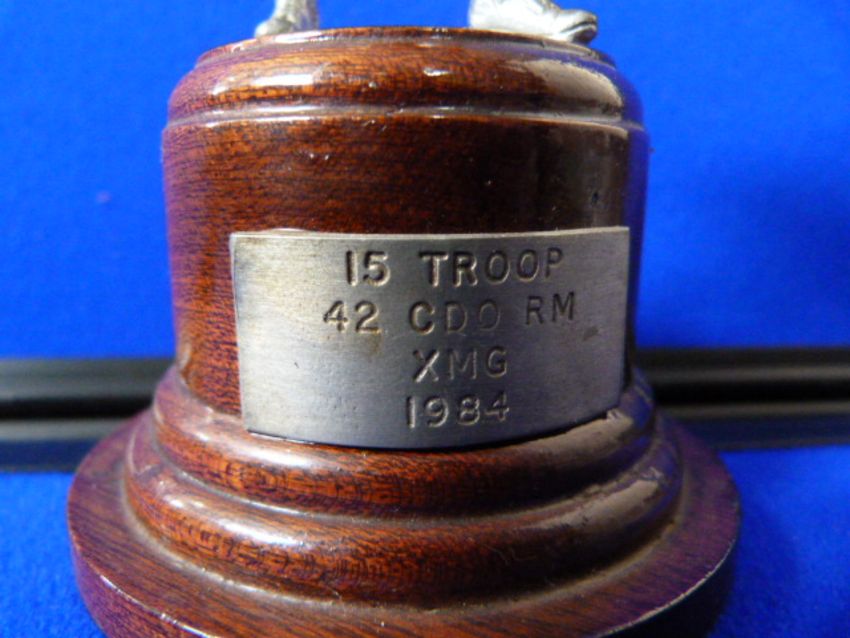 15 TROOP
42 CDO RM
XMG
1984